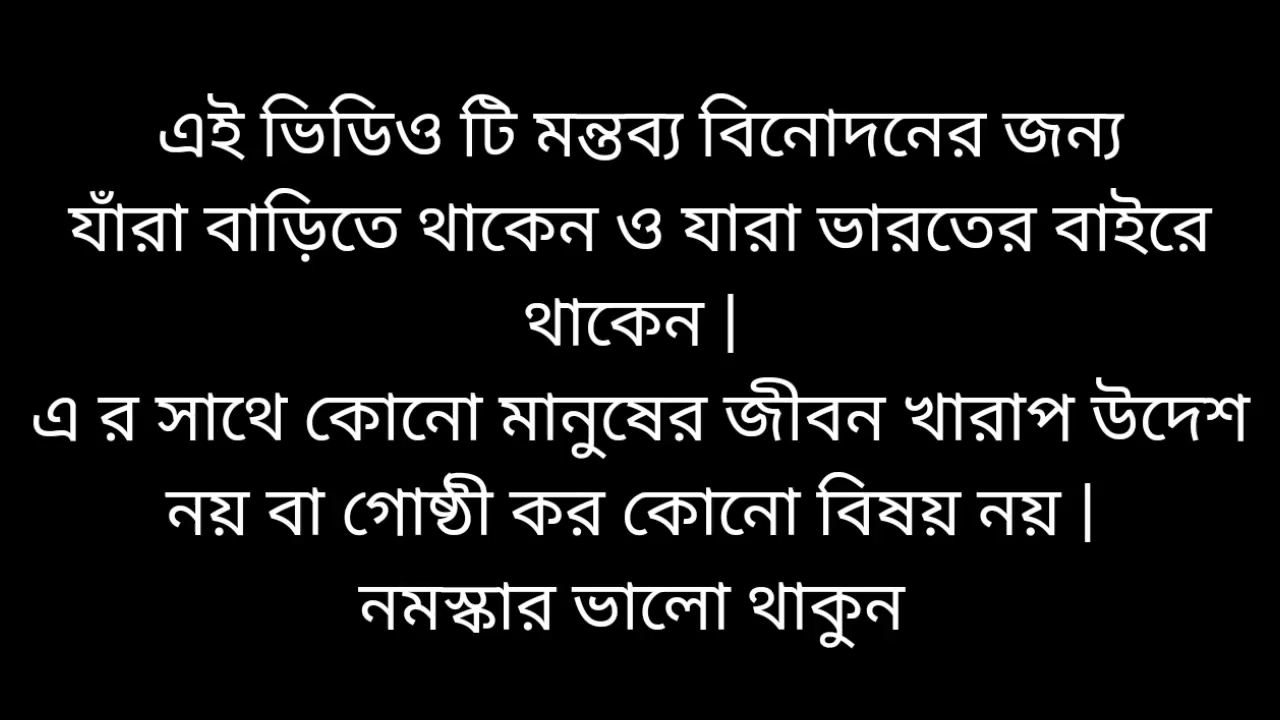 এই ভিডিও টি মন্তব্য বিনোদনের জন্য
যাঁরা বাড়িতে থাকেন ও যারা ভারতের বাইরে
থাকেন |
এ র সাথে কোনো মানুষের জীবন খারাপ উদেশ
নয় বা গোষ্ঠী কর কোনো বিষয় নয় |
নমস্কার ভালো থাকুন